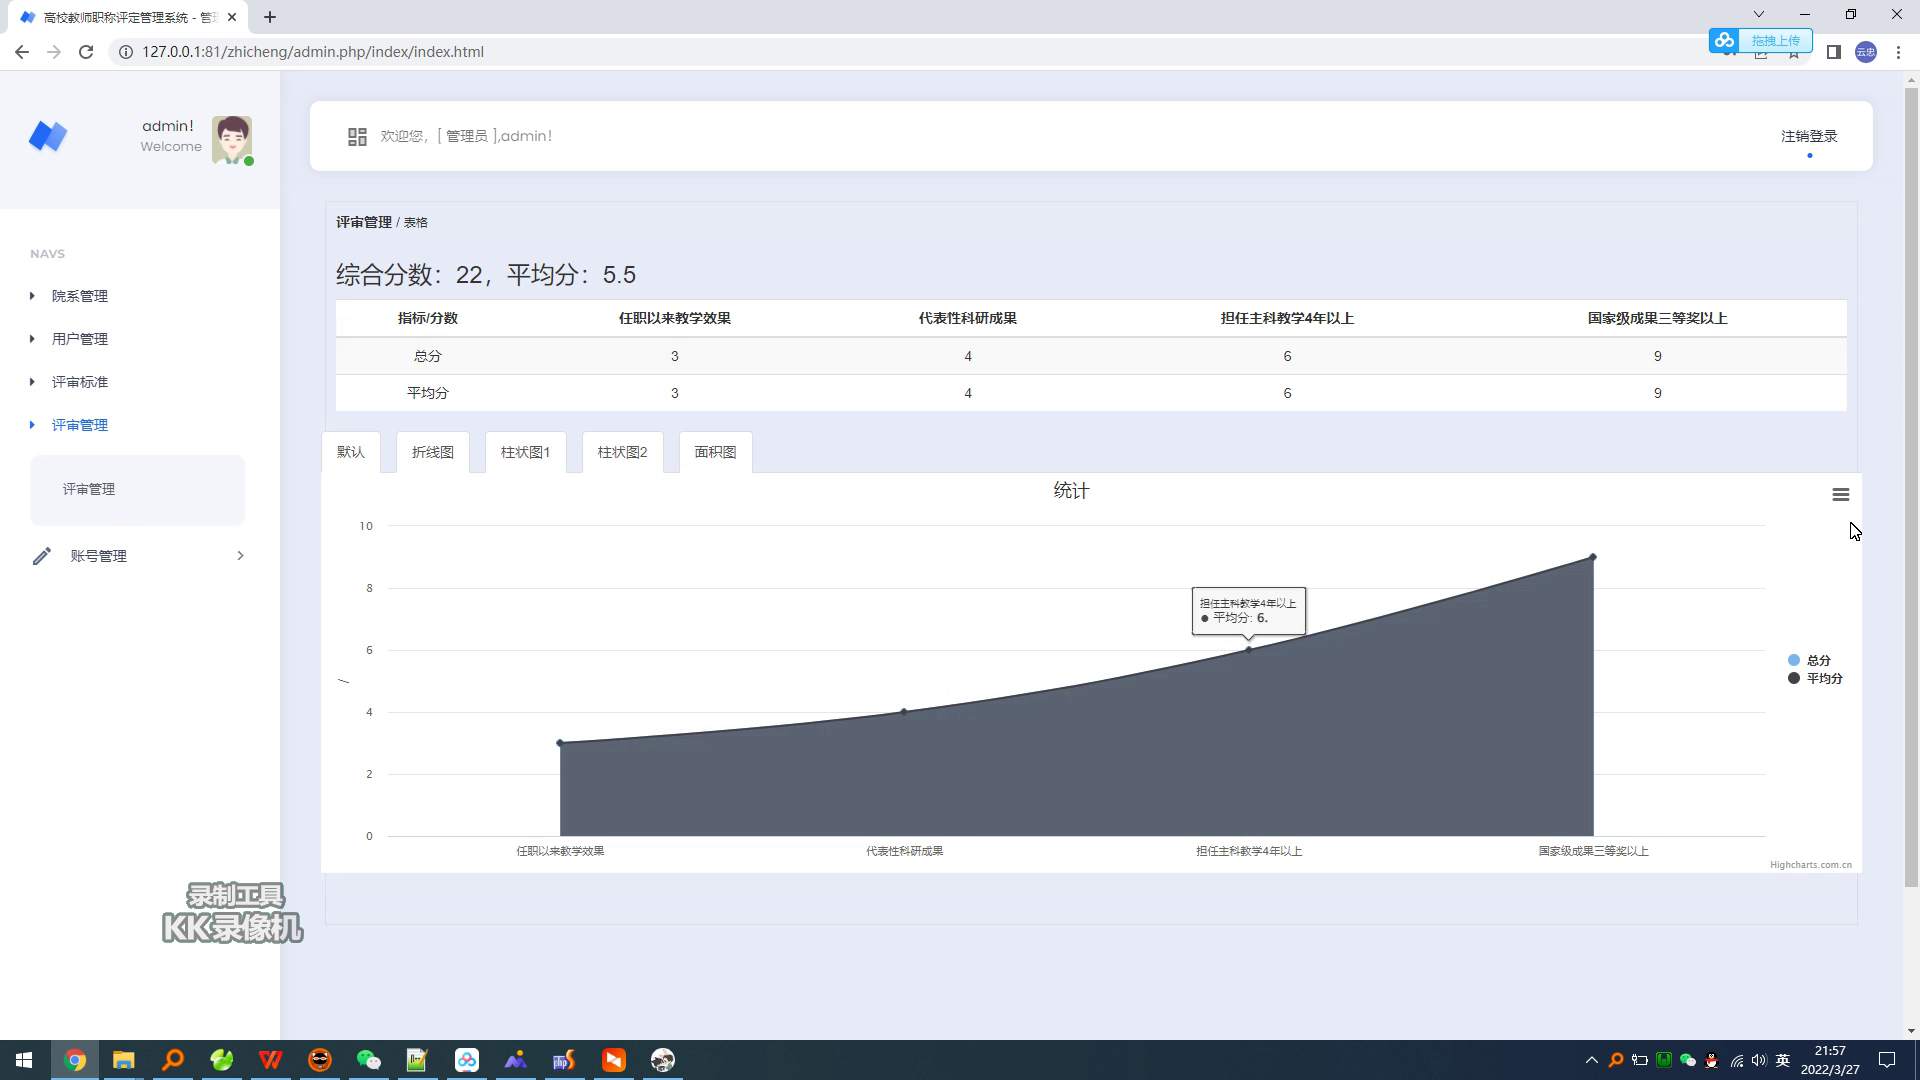 高校教师职称评定管理系统 - 管
127.0.0.1:81/zhicheng/admin.php/index/index.html
拖拽上传
云忠
admin!
Welcome
欢迎您，[ 管理员 ],admin!
注销登录
NAVS
院系管理
用户管理
评审标准
评审管理
评审管理
账号管理
评审管理 / 表格
综合分数：22，平均分：5.5
指标/分数 任职以来教学效果 代表性科研成果 担任主科教学4年以上 国家级成果三等奖以上
总分 3 4 6 9
平均分 3 4 6 9
默认 折线图 柱状图1 柱状图2 面积图
统计
10
8
6
4
2
0
担任主科教学4年以上
● 平均分: 6.
总分
平均分
任职以来教学效果 代表性科研成果 担任主科教学4年以上 国家级成果三等奖以上
Highcharts.com.cn
录制工具
KK录像机
英
21:57
2022/3/27